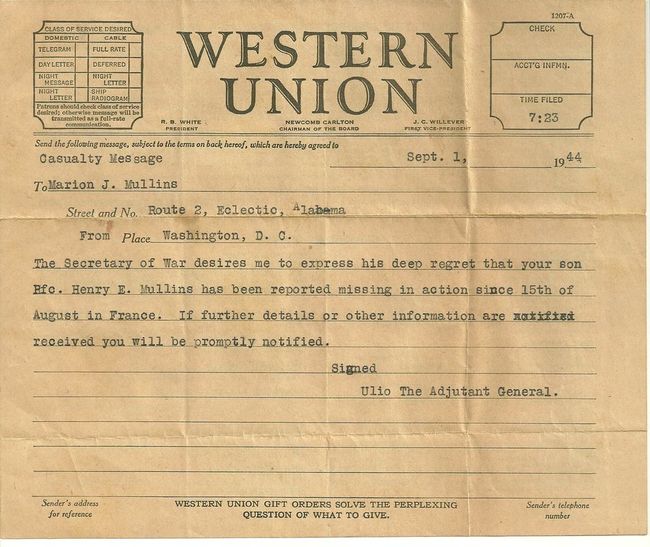 1207-A
CLASS OF SERVICE DESIRED
DOMESTIC CABLE
TELEGRAM FULL RATE
DAY LETTER DEFERRED
NIGHT MESSAGE NIGHT LETTER
NIGHT LETTER SHIP RADIOGRAM
Patrons should check class of service
desired; otherwise message will be
transmitted as a full-rate
communication.
WESTERN
UNION
R. B. WHITE
PRESIDENT
NEWCOMB CARLTON
CHAIRMAN OF THE BOARD
J. C. WILLEVER
FIRST VICE-PRESIDENT
CHECK
ACCT'G INFMN.
TIME FILED
7:23
Send the following message, subject to the terms on back hereof, which are hereby agreed to
Casualty Message Sept. 1, 1944
To Marion J. Mullins
Street and No. Route 2, Eclectic, Alabama
From Place Washington, D. C.
The Secretary of War desires me to express his deep regret that your son
Pfc. Henry E. Mullins has been reported missing in action since 15th of
August in France. If further details or other information are notified
received you will be promptly notified.
Signed
Ulio The Adjutant General.
Sender's address
for reference
WESTERN UNION GIFT ORDERS SOLVE THE PERPLEXING
QUESTION OF WHAT TO GIVE.
Sender's telephone
number